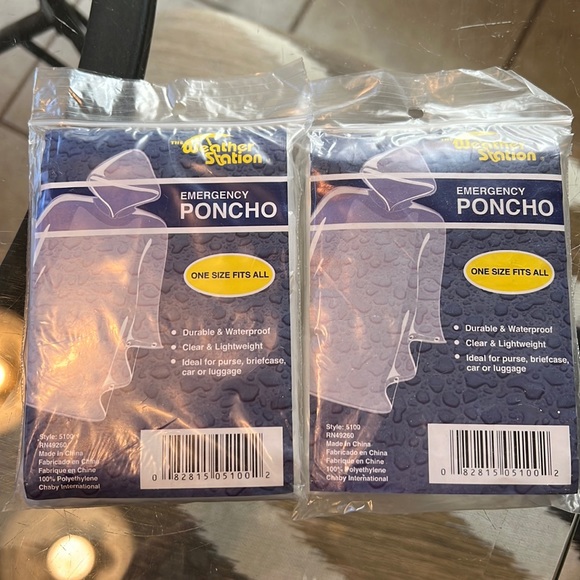 THE Weather
Station
EMERGENCY
PONCHO
ONE SIZE FITS ALL
• Durable & Waterproof
• Clear & Lightweight
• Ideal for purse, briefcase,
car or luggage
Style: 5100
RN49260
Made in China
Fabricado en China
Fabrique en Chine
100% Polyethylene
Chaby International
0 82815 05100 2
THE Weather
Station
EMERGENCY
PONCHO
ONE SIZE FITS ALL
• Durable & Waterproof
• Clear & Lightweight
• Ideal for purse, briefcase,
car or luggage
Style: 5100
RN49260
Made in China
Fabricado en China
Fabrique en Chine
100% Polyethylene
Chaby International
0 82815 05100 2